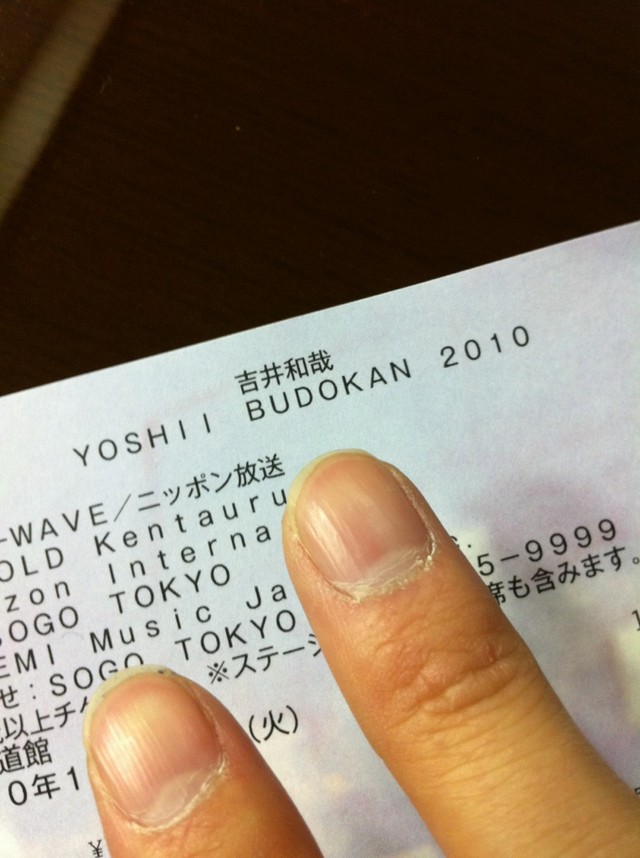 吉井和哉
YOSHII BUDOKAN 2010
-WAVE／ニッポン放送
OLD Kentauru
zon Interna
SOGO TOKYO
EMI Music Ja
せ：SOGO TOKYO 5-9999
※ステージ 席も含みます。
以上チケ
道館 (火)
0年1
¥